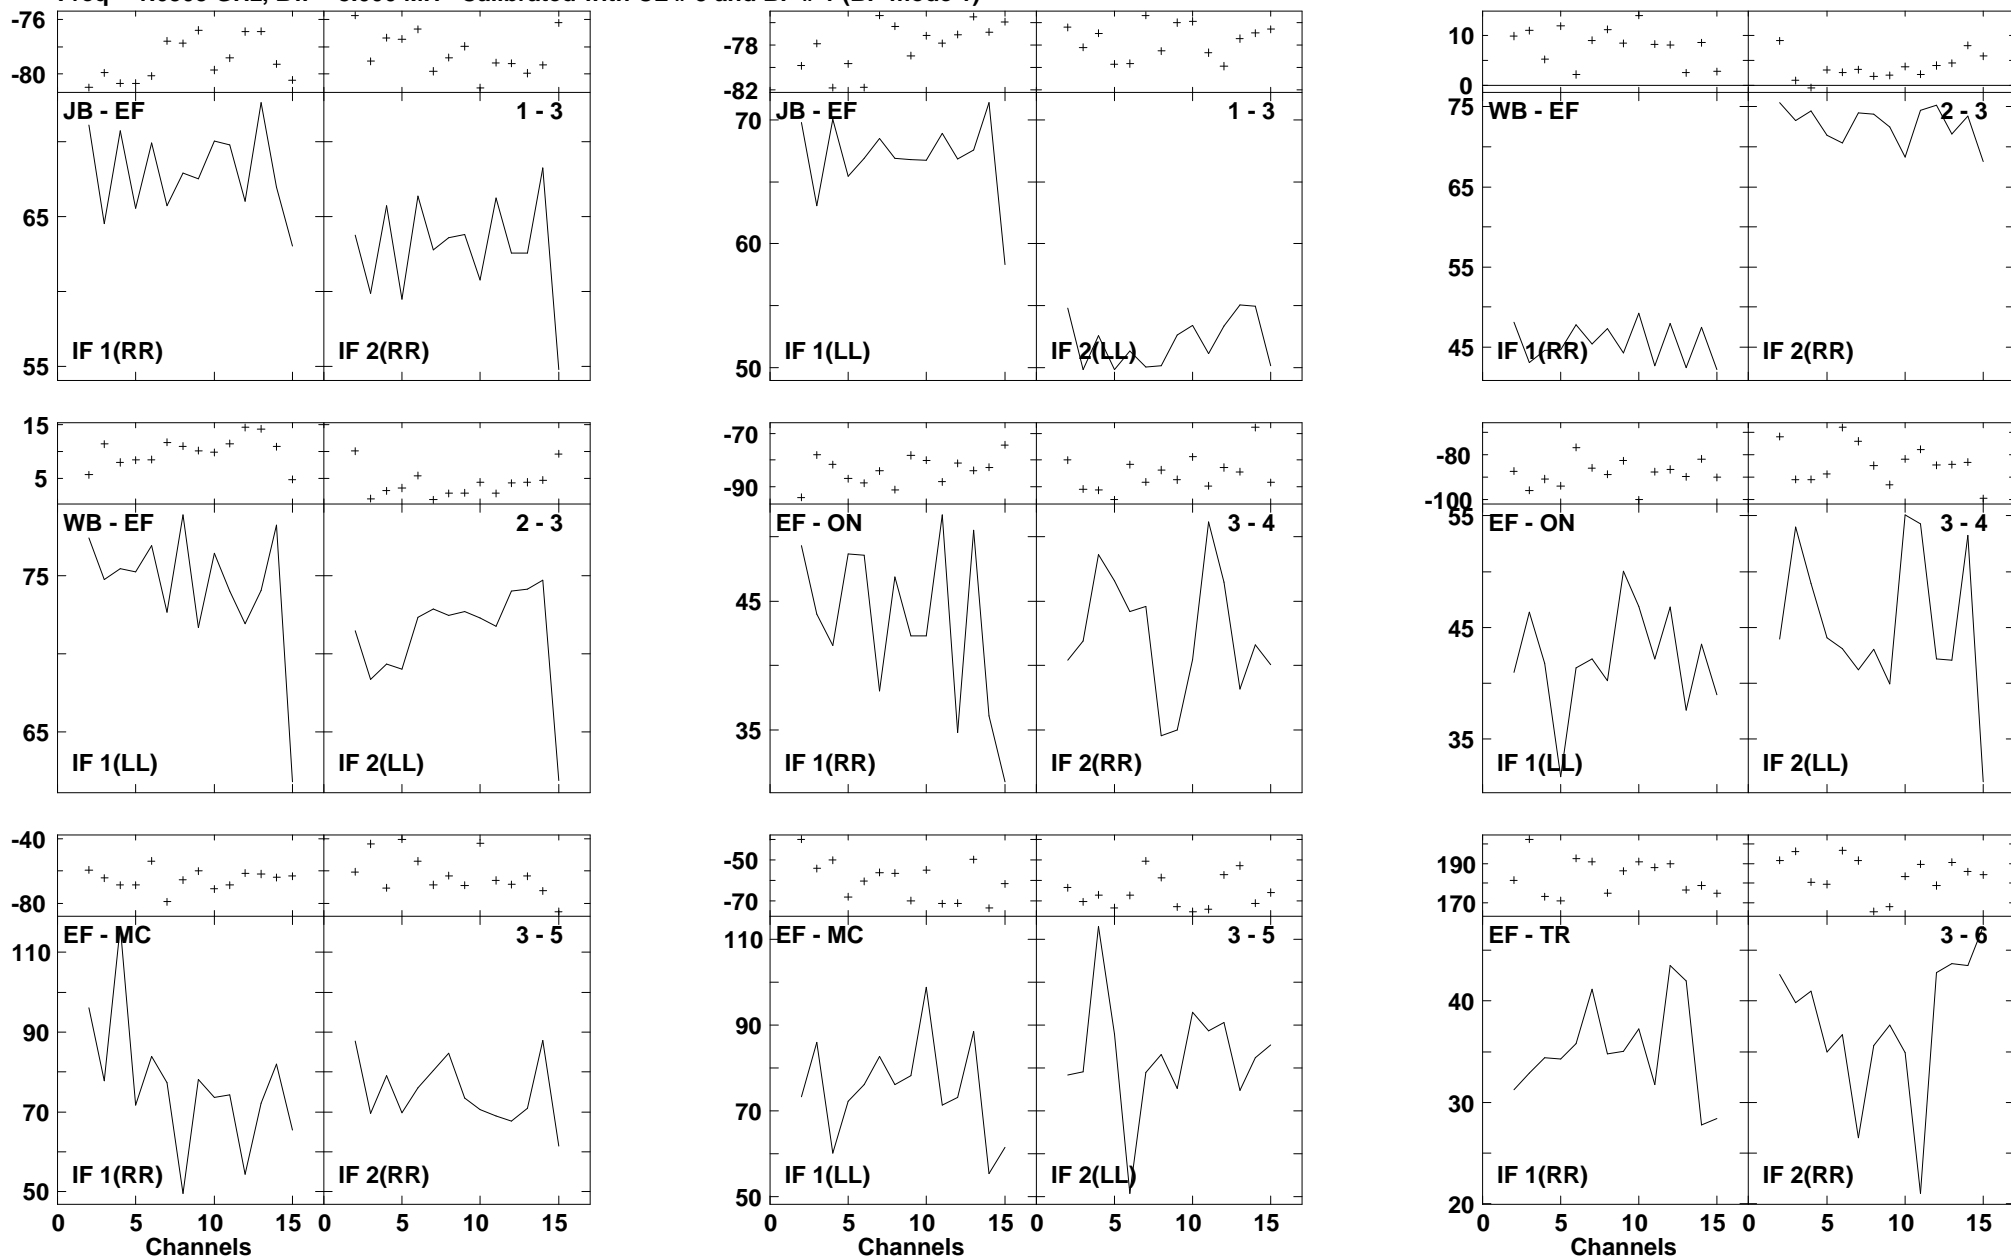 -76
-80
JB - EF
1 - 3
65
55
IF 1(RR)
IF 2(RR)
-78
-82
JB - EF
1 - 3
70
60
50
IF 1(LL)
IF 2(LL)
10
0
WB - EF
2 - 3
75
65
55
45
IF 1(RR)
IF 2(RR)
15
5
WB - EF
2 - 3
75
65
IF 1(LL)
IF 2(LL)
-70
-90
EF - ON
3 - 4
45
35
IF 1(RR)
IF 2(RR)
-80
-100
EF - ON
3 - 4
55
45
35
IF 1(LL)
IF 2(LL)
-40
-80
EF - MC
3 - 5
110
90
70
50
IF 1(RR)
IF 2(RR)
0 5 10 15 0 5 10 15
Channels
-50
-70
EF - MC
3 - 5
110
90
70
50
IF 1(LL)
IF 2(LL)
0 5 10 15 0 5 10 15
Channels
190
170
EF - TR
3 - 6
40
30
20
IF 1(RR)
IF 2(RR)
0 5 10 15 0 5 10 15
Channels